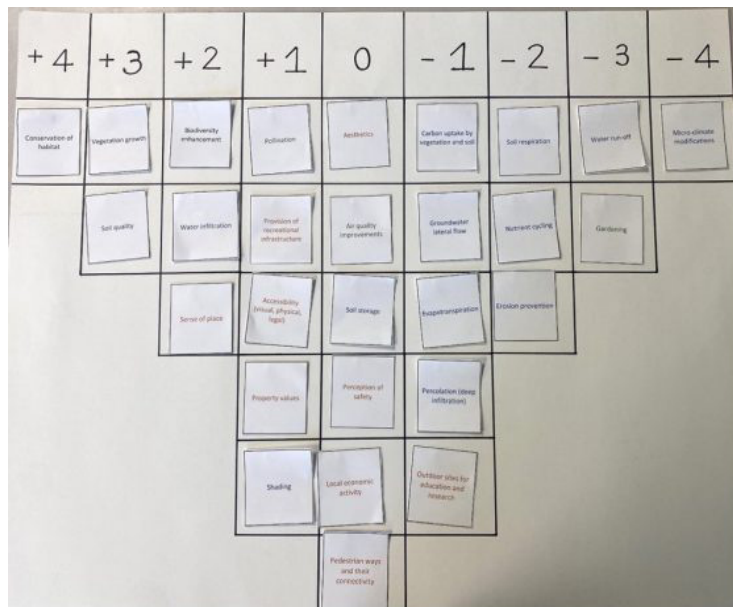 +4 +3 +2 +1 0 -1 -2 -3 -4
Conservation of
habitat
Vegetation growth
Biodiversity
enhancement
Pollination
Aesthetics
Carbon uptake by
vegetation and soil
Soil respiration
Water run-off
Micro-climate
modifications
Soil quality
Water infiltration
Provision of
recreational
infrastructure
Air quality
improvements
Groundwater
lateral flow
Nutrient cycling
Gardening
Sense of place
Accessibility
(visual, physical,
legal)
Soil storage
Evapotranspiration
Erosion prevention
Property values
Perception of
safety
Percolation (deep
infiltration)
Shading
Local economic
activity
Outdoor sites for
education and
research
Pedestrian ways
and their
connectivity